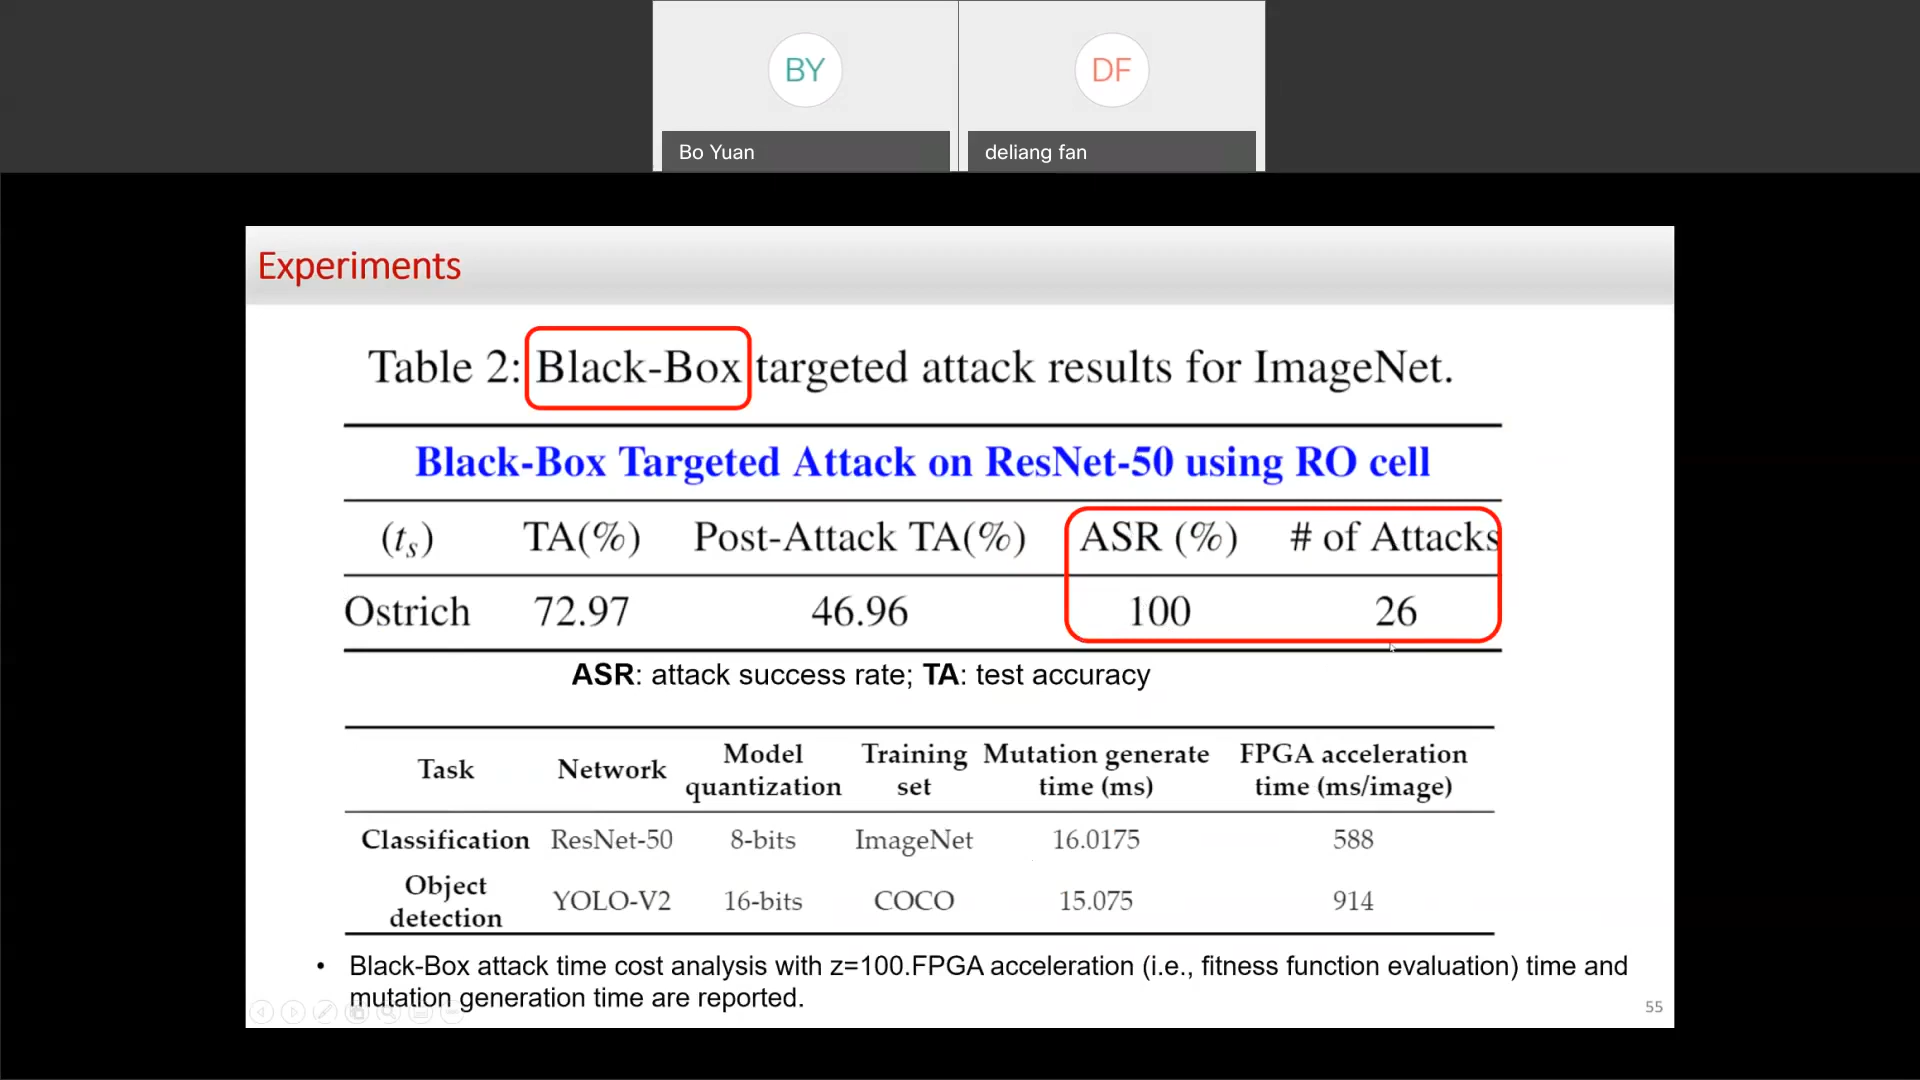 BY
DF
Bo Yuan
deliang fan
Experiments
Table 2: Black-Box targeted attack results for ImageNet.
Black-Box Targeted Attack on ResNet-50 using RO cell
(ts) TA(%) Post-Attack TA(%) ASR (%) # of Attacks
Ostrich 72.97 46.96 100 26
ASR: attack success rate; TA: test accuracy
Task Network Model quantization Training set Mutation generate time (ms) FPGA acceleration time (ms/image)
Classification ResNet-50 8-bits ImageNet 16.0175 588
Object detection YOLO-V2 16-bits COCO 15.075 914
• Black-Box attack time cost analysis with z=100.FPGA acceleration (i.e., fitness function evaluation) time and
mutation generation time are reported.
55